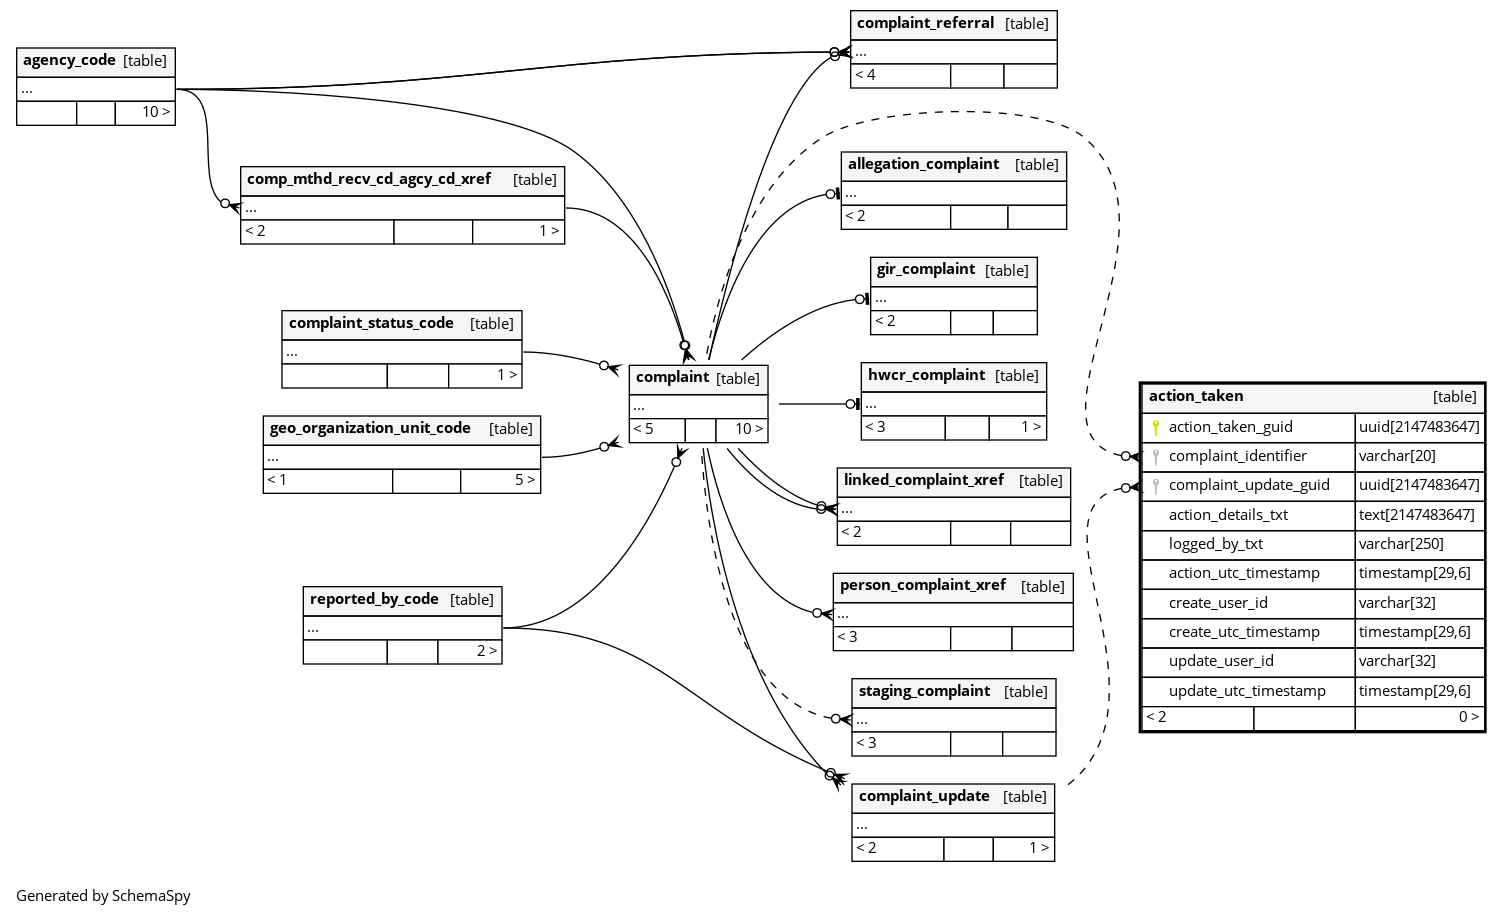 agency_code [table]
...
10 >
comp_mthd_recv_cd_agcy_cd_xref [table]
...
< 2 1 >
complaint_status_code [table]
...
1 >
geo_organization_unit_code [table]
...
< 1 5 >
reported_by_code [table]
...
2 >
complaint [table]
...
< 5 10 >
complaint_referral [table]
...
< 4
allegation_complaint [table]
...
< 2
gir_complaint [table]
...
< 2
hwcr_complaint [table]
...
< 3 1 >
linked_complaint_xref [table]
...
< 2
person_complaint_xref [table]
...
< 3
staging_complaint [table]
...
< 3
complaint_update [table]
...
< 2 1 >
action_taken [table]
action_taken_guid uuid[2147483647]
complaint_identifier varchar[20]
complaint_update_guid uuid[2147483647]
action_details_txt text[2147483647]
logged_by_txt varchar[250]
action_utc_timestamp timestamp[29,6]
create_user_id varchar[32]
create_utc_timestamp timestamp[29,6]
update_user_id varchar[32]
update_utc_timestamp timestamp[29,6]
< 2 0 >
Generated by SchemaSpy